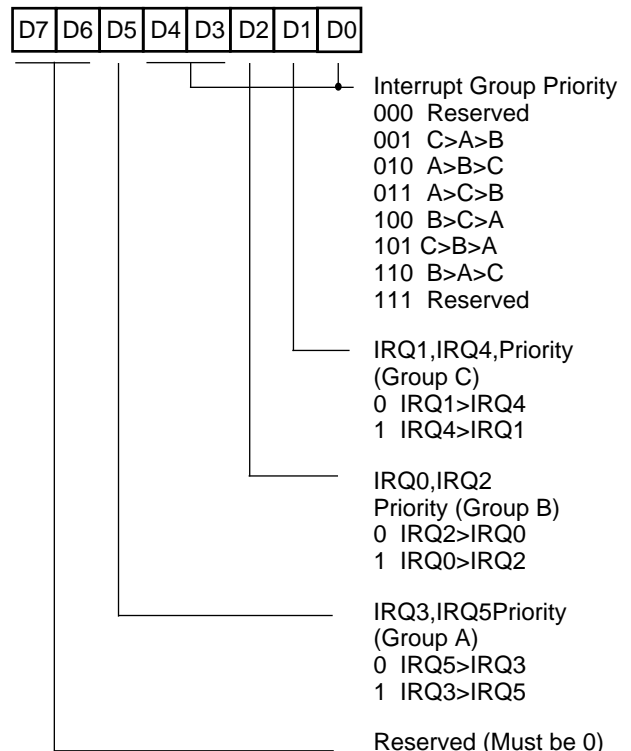 D7 D6 D5 D4 D3 D2 D1 D0
Interrupt Group Priority
000 Reserved
001 C>A>B
010 A>B>C
011 A>C>B
100 B>C>A
101 C>B>A
110 B>A>C
111 Reserved
IRQ1,IRQ4,Priority
(Group C)
0 IRQ1>IRQ4
1 IRQ4>IRQ1
IRQ0,IRQ2
Priority (Group B)
0 IRQ2>IRQ0
1 IRQ0>IRQ2
IRQ3,IRQ5Priority
(Group A)
0 IRQ5>IRQ3
1 IRQ3>IRQ5
Reserved (Must be 0)